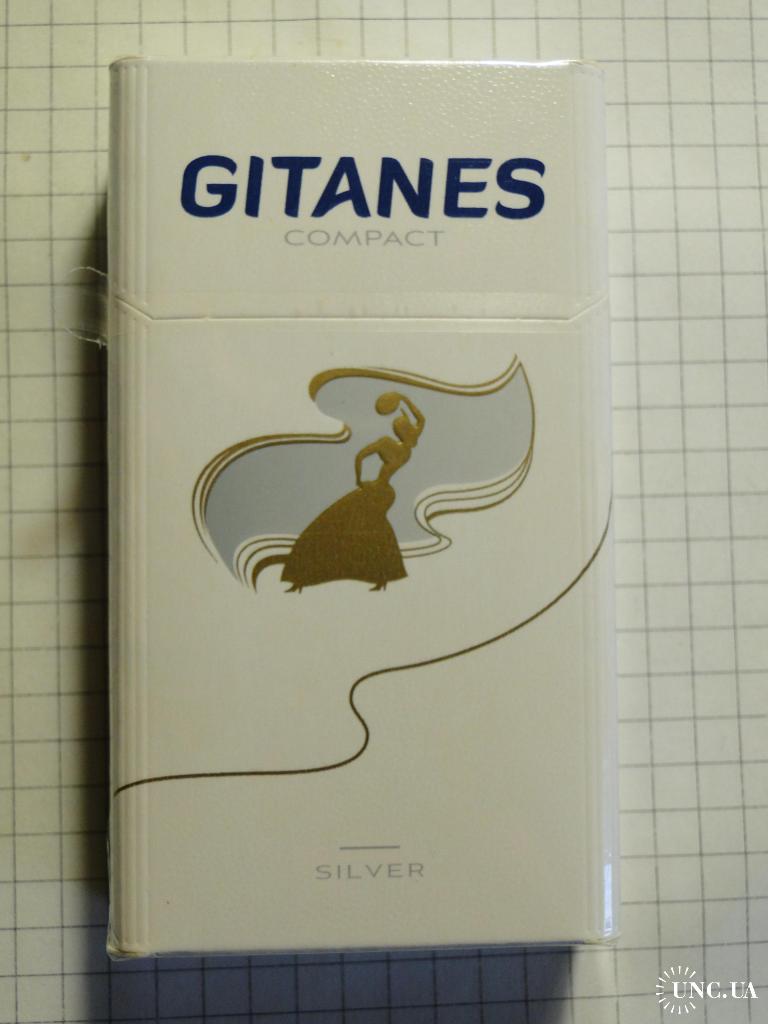 GITANES
COMPACT
SILVER
UNC.UA